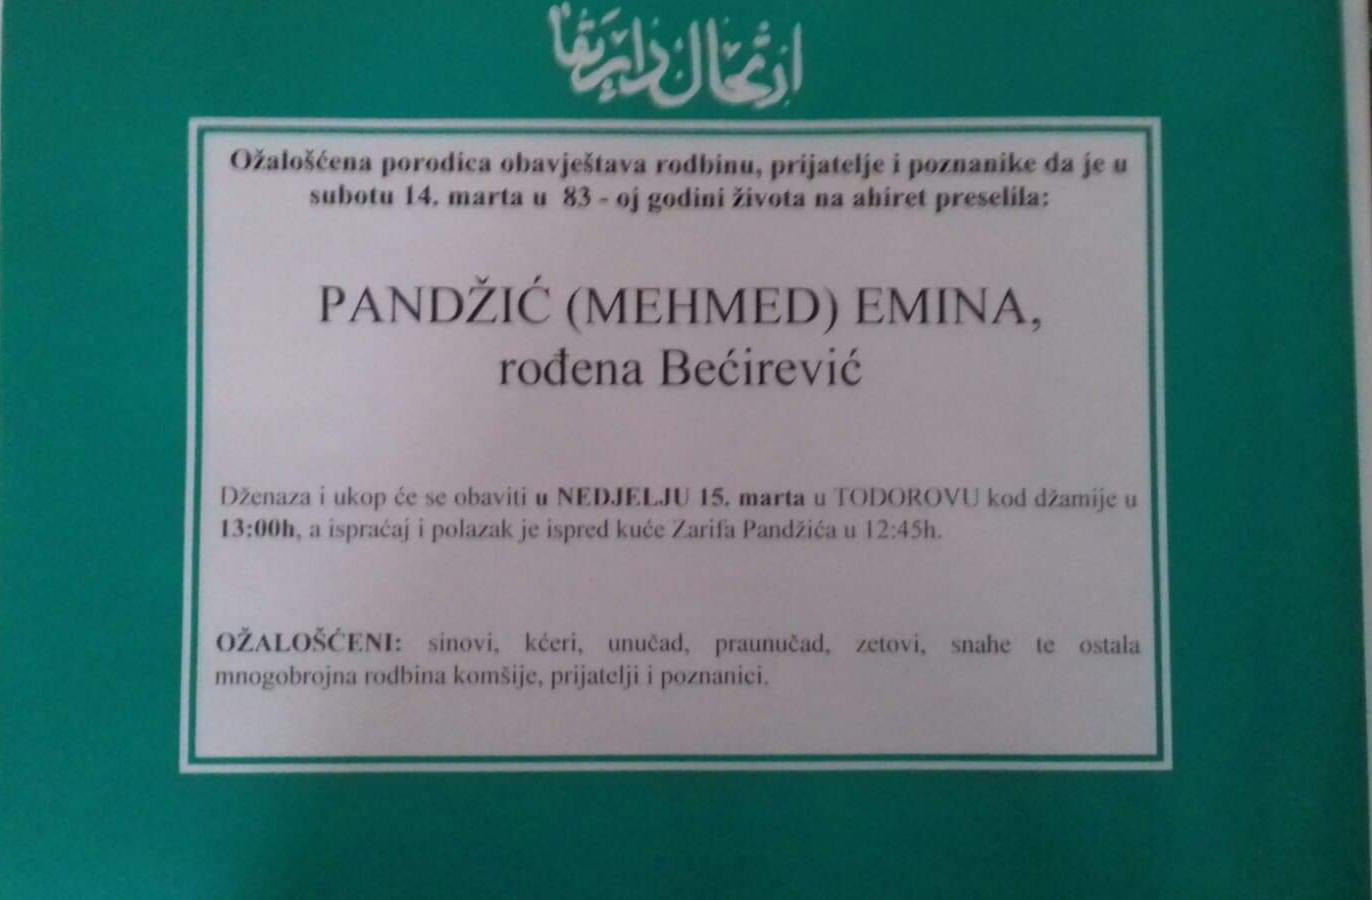 ارتحال دار بقا
Ožalošćena porodica obavještava rodbinu, prijatelje i poznanike da je u
subotu 14. marta u 83 - oj godini života na ahiret preselila:
PANDŽIĆ (MEHMED) EMINA,
rođena Bećirević
Dženaza i ukop će se obaviti u NEDJELJU 15. marta u TODOROVU kod džamije u
13:00h, a ispraćaj i polazak je ispred kuće Zarifa Pandžića u 12:45h.
OŽALOŠĆENI: sinovi, kćeri, unučad, praunučad, zetovi, snahe te ostala
mnogobrojna rodbina komšije, prijatelji i poznanici.